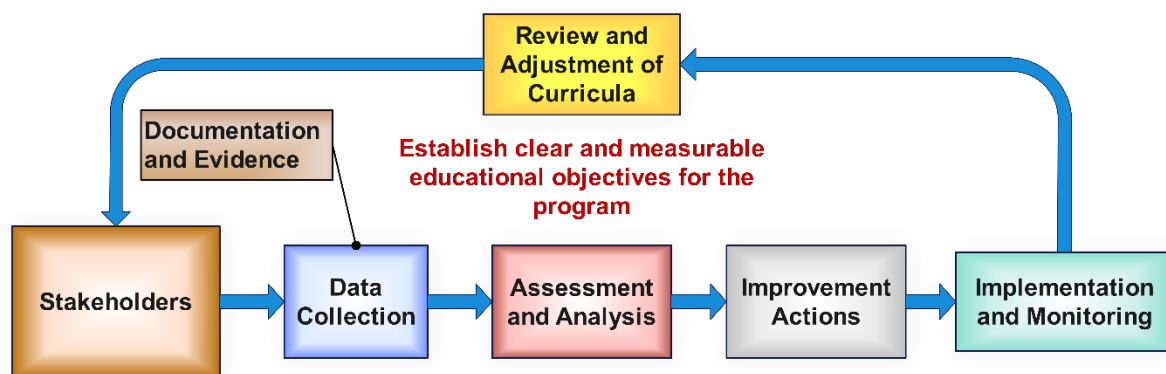 Review and
Adjustment of
Curricula
Documentation
and Evidence
Establish clear and measurable
educational objectives for the
program
Stakeholders
Data
Collection
Assessment
and Analysis
Improvement
Actions
Implementation
and Monitoring